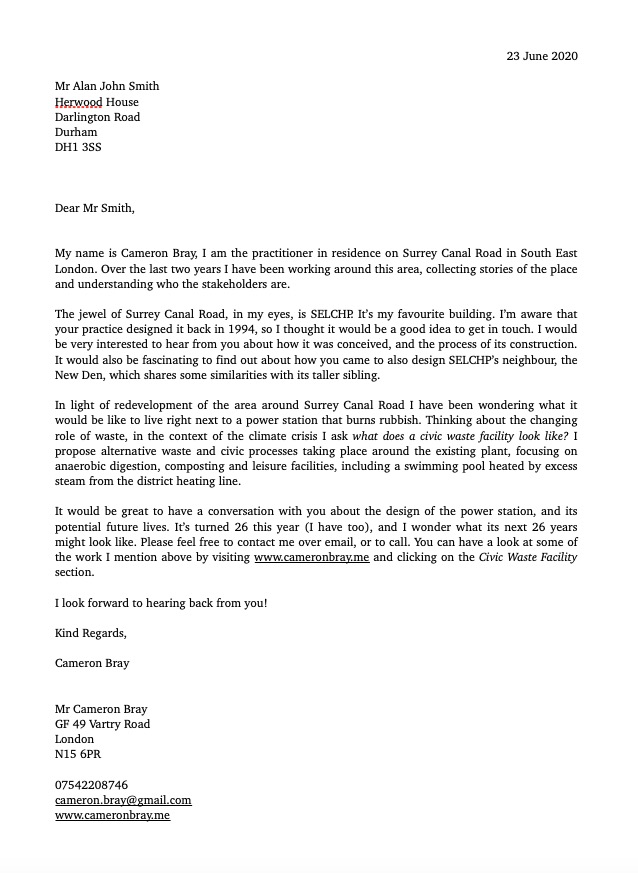 23 June 2020
Mr Alan John Smith
Herwood House
Darlington Road
Durham
DH1 3SS
Dear Mr Smith,
My name is Cameron Bray, I am the practitioner in residence on Surrey Canal Road in South East
London. Over the last two years I have been working around this area, collecting stories of the place
and understanding who the stakeholders are.
The jewel of Surrey Canal Road, in my eyes, is SELCHP. It's my favourite building. I'm aware that
your practice designed it back in 1994, so I thought it would be a good idea to get in touch. I would
be very interested to hear from you about how it was conceived, and the process of its construction.
It would also be fascinating to find out about how you came to also design SELCHP's neighbour, the
New Den, which shares some similarities with its taller sibling.
In light of redevelopment of the area around Surrey Canal Road I have been wondering what it
would be like to live right next to a power station that burns rubbish. Thinking about the changing
role of waste, in the context of the climate crisis I ask what does a civic waste facility look like? I
propose alternative waste and civic processes taking place around the existing plant, focusing on
anaerobic digestion, composting and leisure facilities, including a swimming pool heated by excess
steam from the district heating line.
It would be great to have a conversation with you about the design of the power station, and its
potential future lives. It's turned 26 this year (I have too), and I wonder what its next 26 years
might look like. Please feel free to contact me over email, or to call. You can have a look at some of
the work I mention above by visiting www.cameronbray.me and clicking on the Civic Waste Facility
section.
I look forward to hearing back from you!
Kind Regards,
Cameron Bray
Mr Cameron Bray
GF 49 Vartry Road
London
N15 6PR
07542208746
cameron.bray@gmail.com
www.cameronbray.me